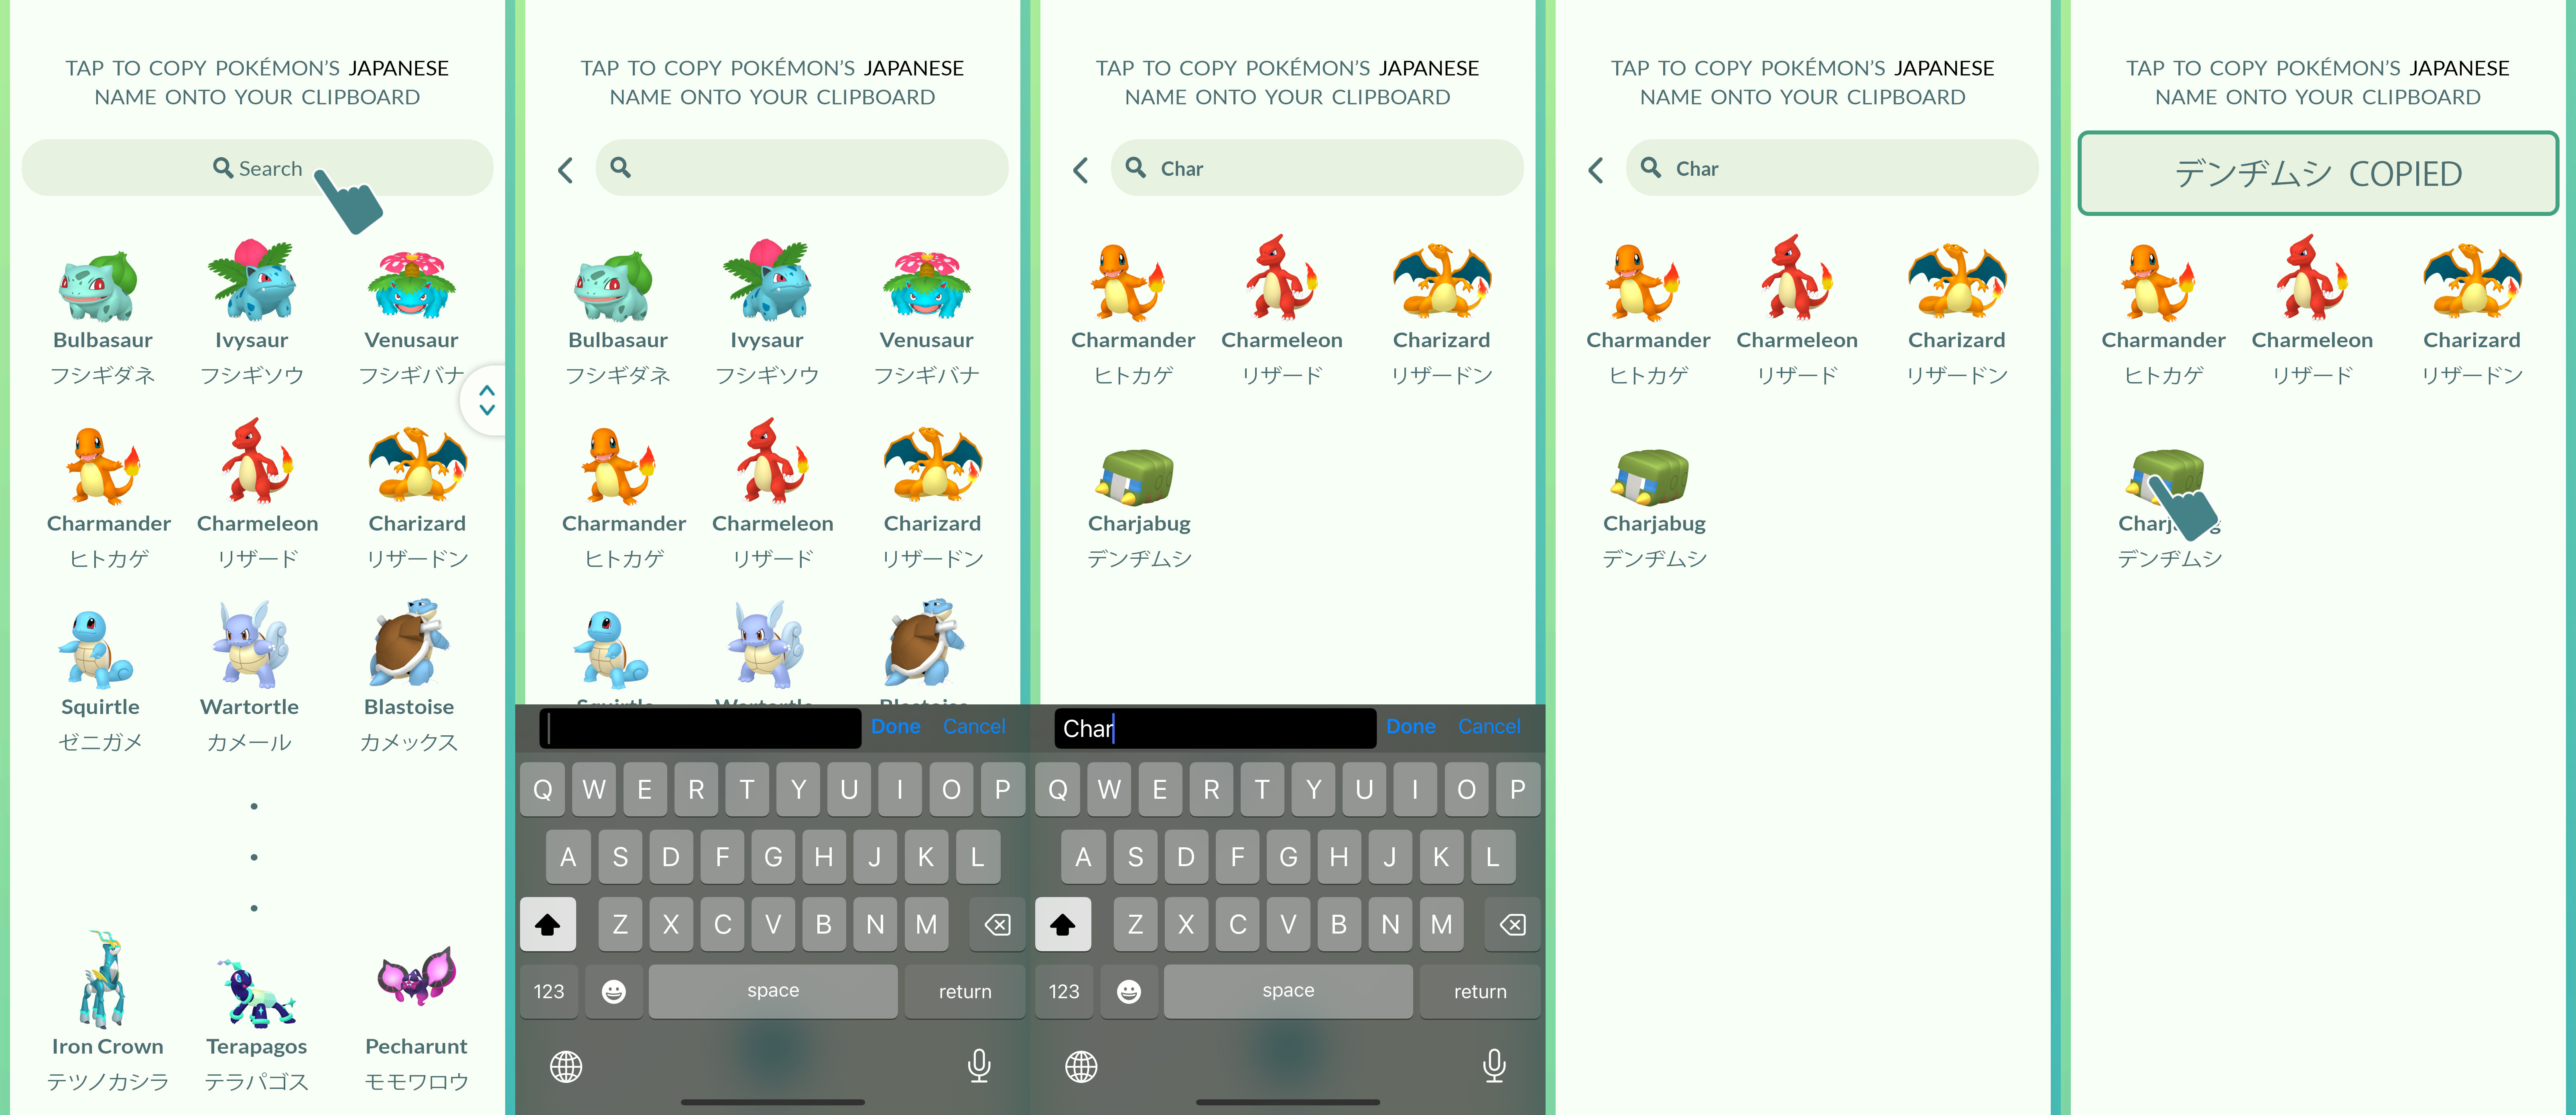 TAP TO COPY POKÉMON'S JAPANESE
NAME ONTO YOUR CLIPBOARD
Search
Bulbasaur Ivysaur Venusaur
フシギダネ フシギソウ フシギバナ
Charmander Charmeleon Charizard
ヒトカゲ リザード リザードン
Squirtle Wartortle Blastoise
ゼニガメ カメール カメックス
Iron Crown Terapagos Pecharunt
テツノカシラ テラパゴス モモワロウ
TAP TO COPY POKÉMON'S JAPANESE
NAME ONTO YOUR CLIPBOARD
Bulbasaur Ivysaur Venusaur
フシギダネ フシギソウ フシギバナ
Charmander Charmeleon Charizard
ヒトカゲ リザード リザードン
Squirtle Wartortle Blastoise
Done Cancel
Q W E R T Y U I O P
A S D F G H J K L
Z X C V B N M
123 space return
TAP TO COPY POKÉMON'S JAPANESE
NAME ONTO YOUR CLIPBOARD
Char
Charmander Charmeleon Charizard
ヒトカゲ リザード リザードン
Charjabug
デンヂムシ
Char Done Cancel
Q W E R T Y U I O P
A S D F G H J K L
Z X C V B N M
123 space return
TAP TO COPY POKÉMON'S JAPANESE
NAME ONTO YOUR CLIPBOARD
Char
Charmander Charmeleon Charizard
ヒトカゲ リザード リザードン
Charjabug
デンヂムシ
TAP TO COPY POKÉMON'S JAPANESE
NAME ONTO YOUR CLIPBOARD
デンヂムシ COPIED
Charmander Charmeleon Charizard
ヒトカゲ リザード リザードン
Charjabug
デンヂムシ